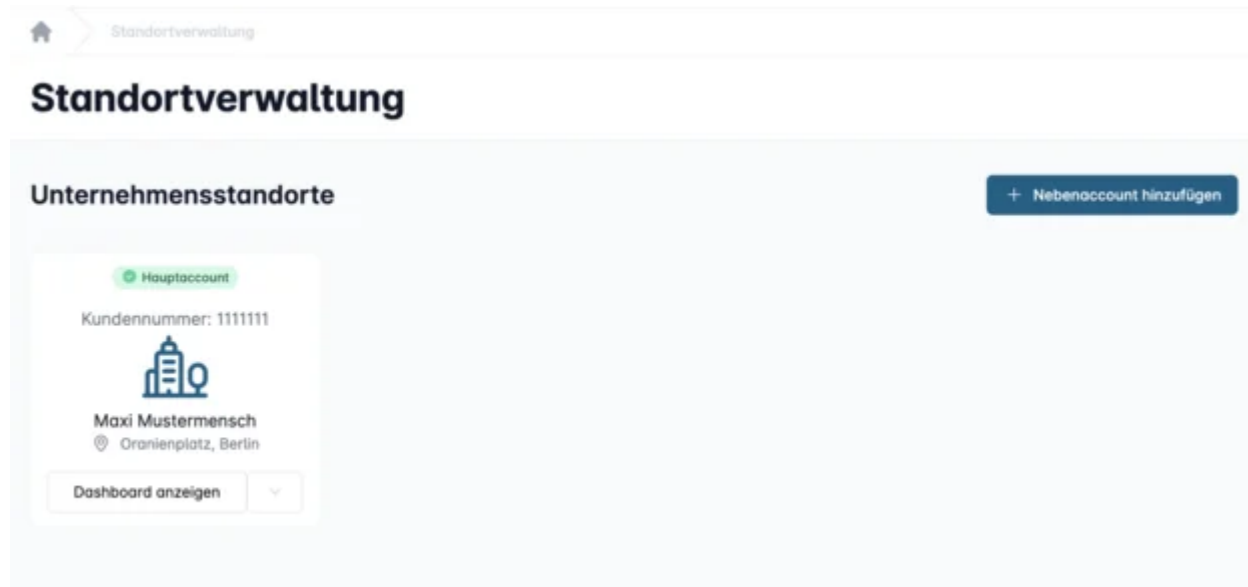 Standortverwaltung
Standortverwaltung
Unternehmensstandorte
+ Nebenaccount hinzufügen
Hauptaccount
Kundennummer: 1111111
Maxi Mustermensch
Oranienplatz, Berlin
Dashboard anzeigen